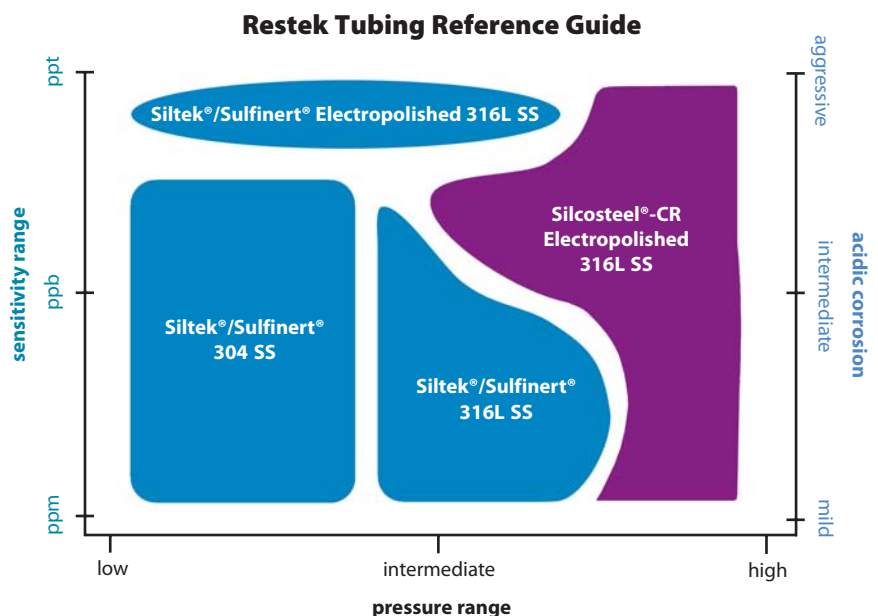 Restek Tubing Reference Guide
ppt
aggressive
Siltek®/Sulfinert® Electropolished 316L SS
Silcosteel®-CR
Electropolished
316L SS
sensitivity range
ppb
intermediate
acidic corrosion
Siltek®/Sulfinert®
304 SS
Siltek®/Sulfinert®
316L SS
ppm
mild
low
intermediate
high
pressure range